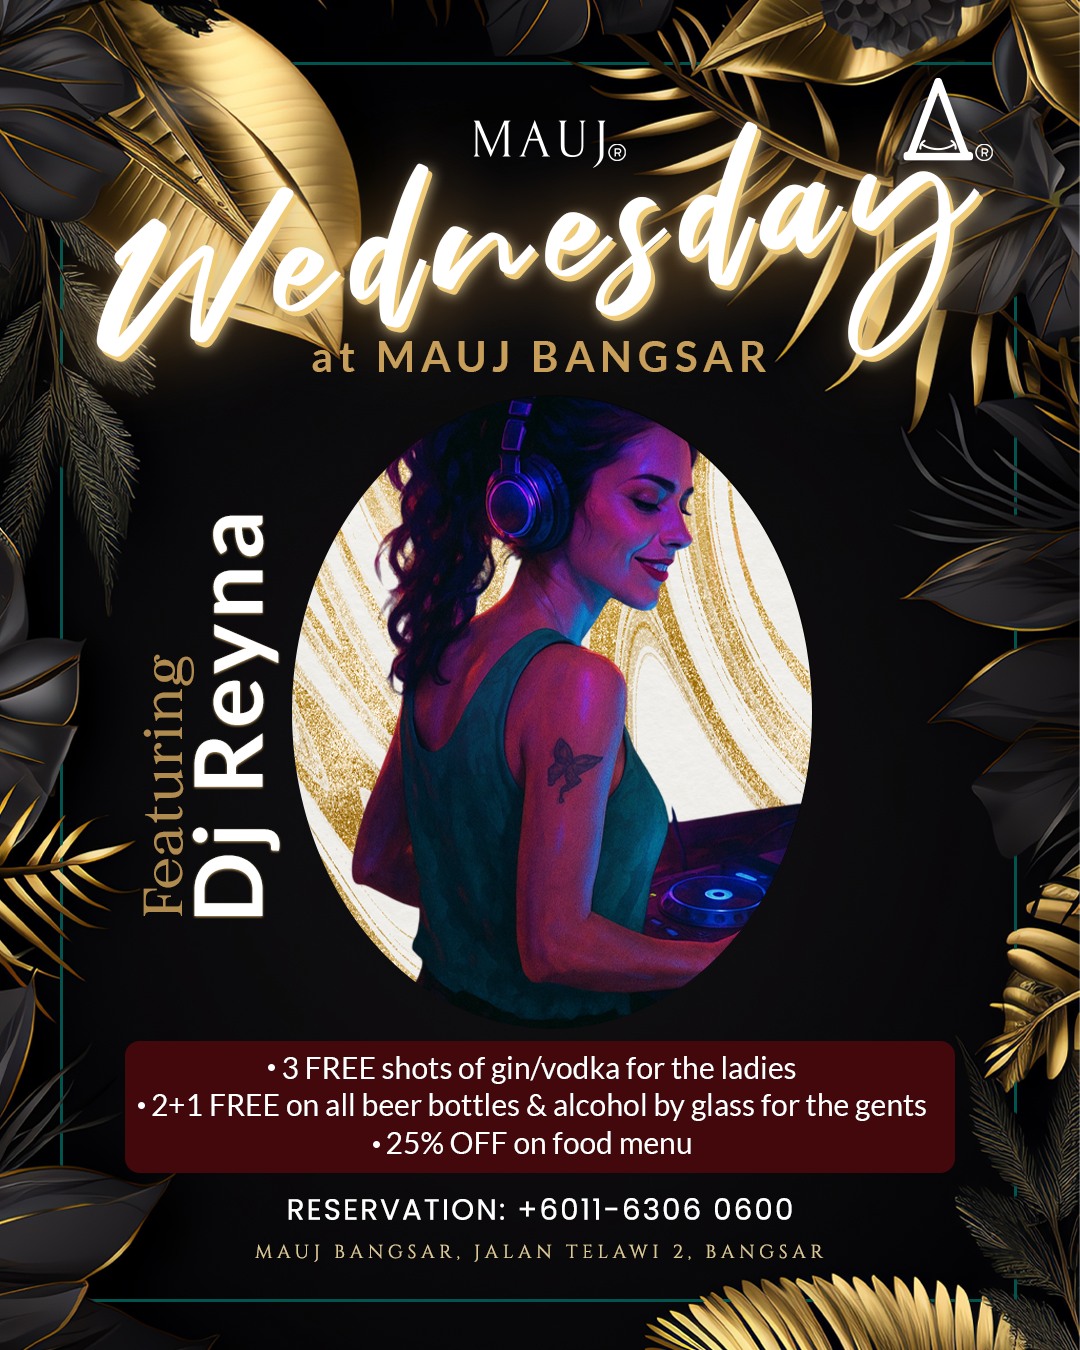 MAUJ®
®
Wednesday
at MAUJ BANGSAR
Featuring
Dj Reyna
• 3 FREE shots of gin/vodka for the ladies
• 2+1 FREE on all beer bottles & alcohol by glass for the gents
• 25% OFF on food menu
RESERVATION: +6011-6306 0600
MAUJ BANGSAR, JALAN TELAWI 2, BANGSAR